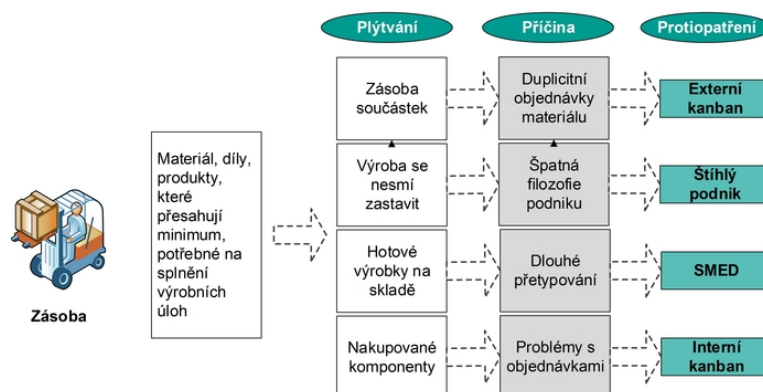 Plýtvání
Příčina
Protiopatření
Materiál, díly,
produkty,
které
přesahují
minimum,
potřebné na
splnění
výrobních
úloh
Zásoba
Zásoba
součástek
Duplicitní
objednávky
materiálu
Externí
kanban
Výroba se
nesmí
zastavit
Špatná
filozofie
podniku
Štíhlý
podnik
Hotové
výrobky na
skladě
Dlouhé
přetypování
SMED
Nakupované
komponenty
Problémy s
objednávkami
Interní
kanban